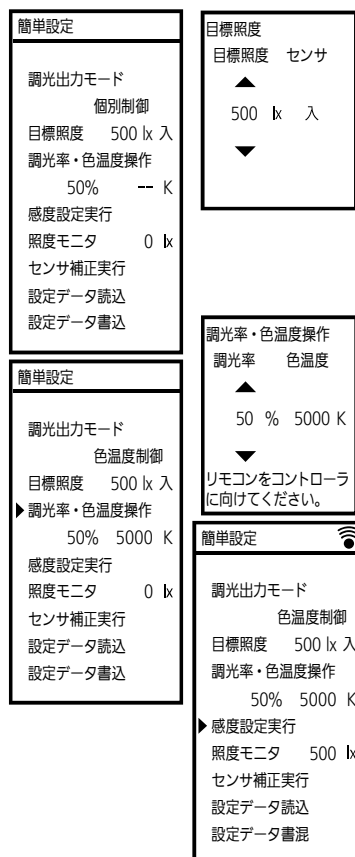 簡単設定
調光出力モード
個別制御
目標照度 500 lx 入
調光率・色温度操作
50% -- K
感度設定実行
照度モニタ 0 lx
センサ補正実行
設定データ読込
設定データ書込
目標照度
目標照度 センサ
▲
500 lx 入
▼
簡単設定
調光出力モード
色温度制御
目標照度 500 lx 入
▶調光率・色温度操作
50% 5000 K
感度設定実行
照度モニタ 0 lx
センサ補正実行
設定データ読込
設定データ書込
調光率・色温度操作
調光率 色温度
▲
50 % 5000 K
▼
リモコンをコントローラ
に向けてください。
簡単設定
調光出力モード
色温度制御
目標照度 500 lx 入
調光率・色温度操作
50% 5000 K
▶感度設定実行
照度モニタ 500 lx
センサ補正実行
設定データ読込
設定データ書混